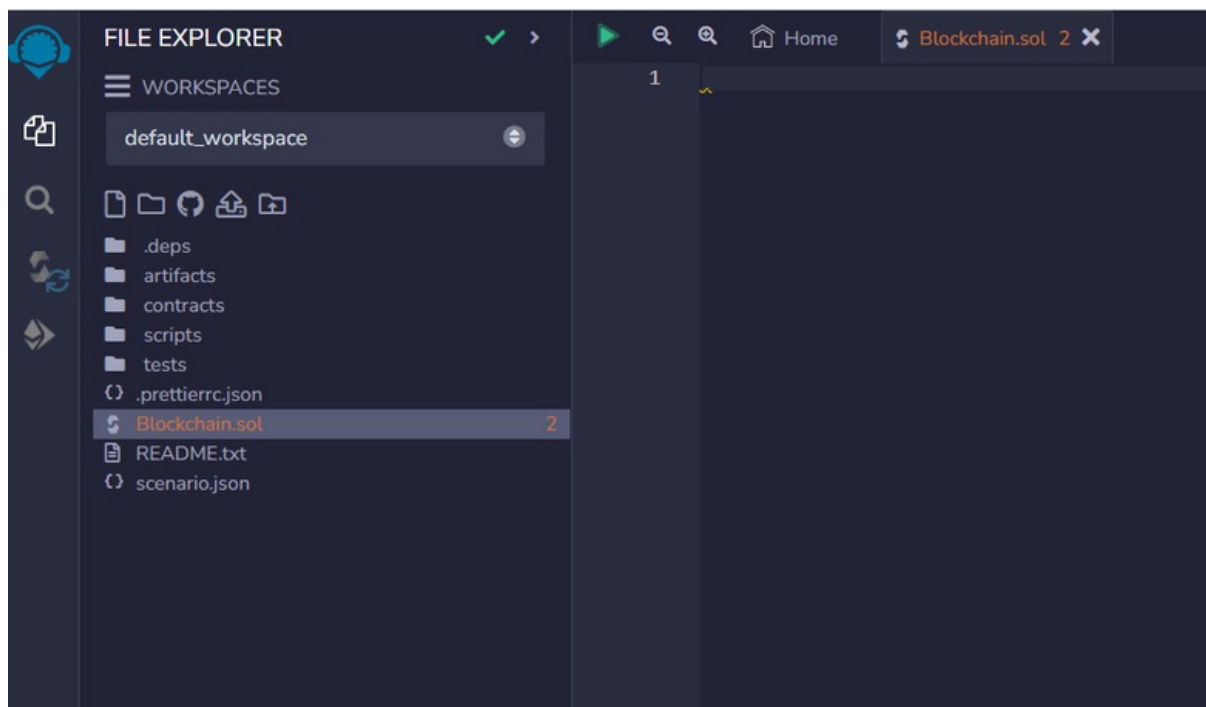 FILE EXPLORER
WORKSPACES
default_workspace
.deps
artifacts
contracts
scripts
tests
.prettierrc.json
Blockchain.sol 2
README.txt
scenario.json
Home
Blockchain.sol 2
1